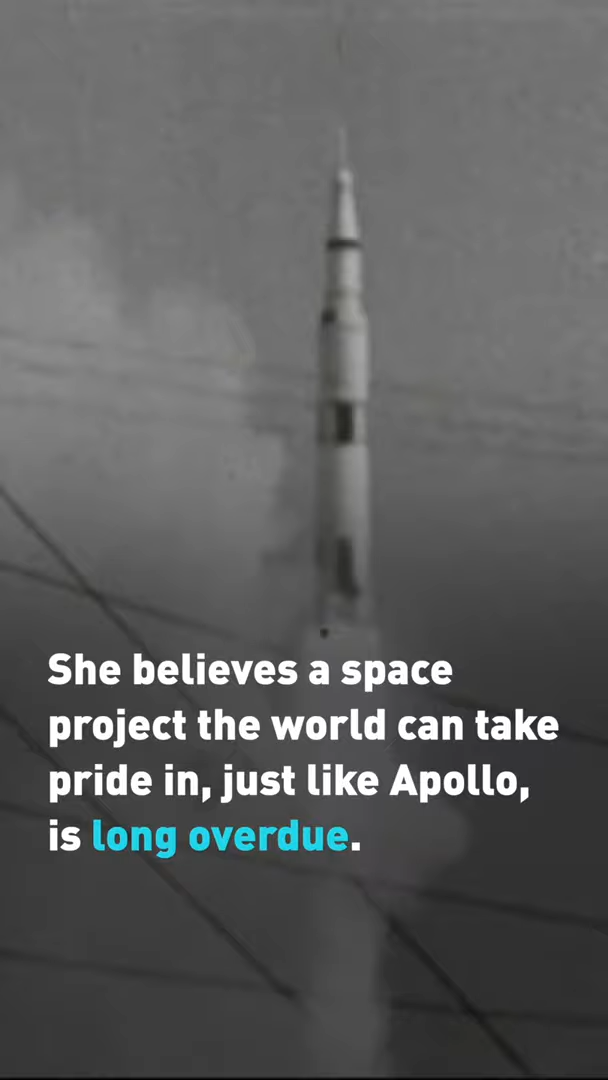 She believes a space
project the world can take
pride in, just like Apollo,
is long overdue.